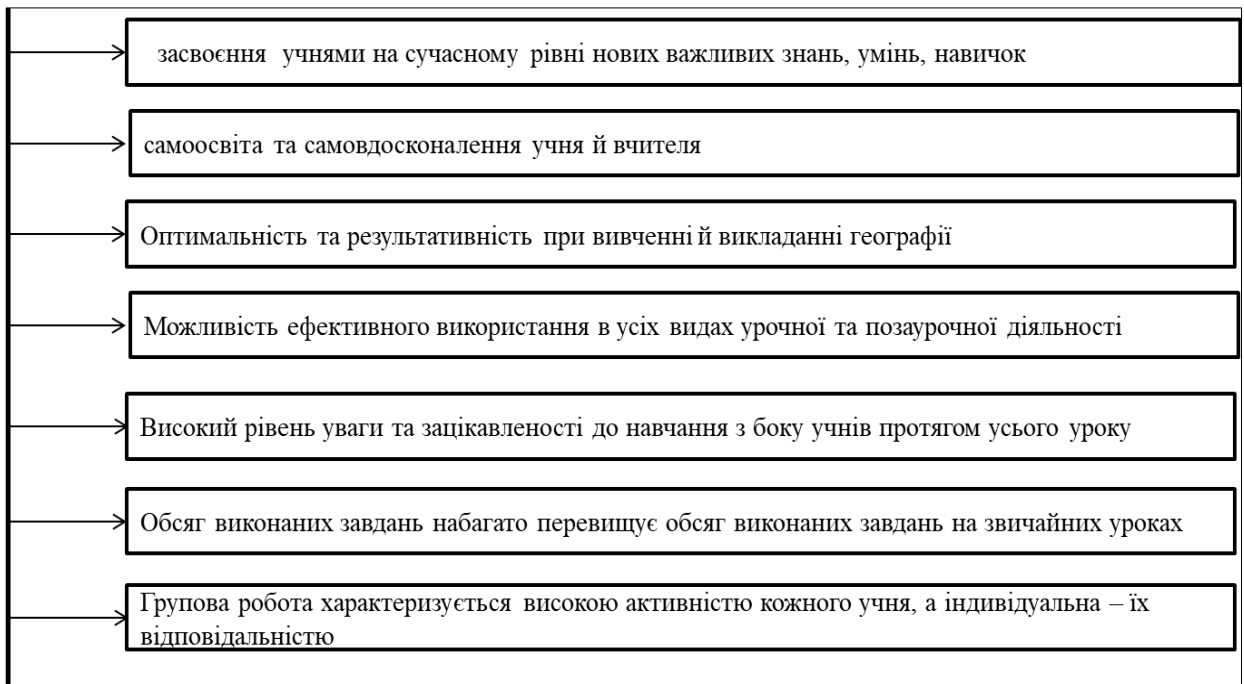 засвоєння учнями на сучасному рівні нових важливих знань, умінь, навичок
самоосвіта та самовдосконалення учня й вчителя
Оптимальність та результативність при вивченні й викладанні географії
Можливість ефективного використання в усіх видах урочної та позаурочної діяльності
Високий рівень уваги та зацікавленості до навчання з боку учнів протягом усього уроку
Обсяг виконаних завдань набагато перевищує обсяг виконаних завдань на звичайних уроках
Групова робота характеризується високою активністю кожного учня, а індивідуальна – їх
відповідальністю